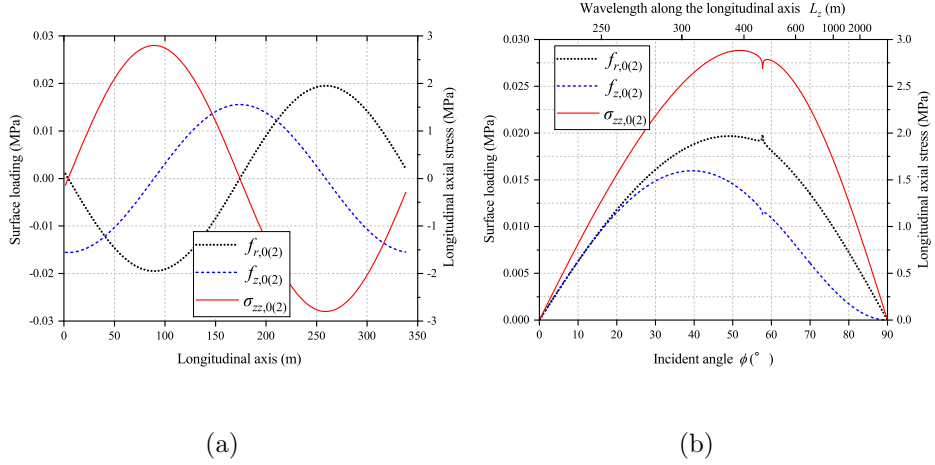 Wavelength along the longitudinal axis L_z (m)
250 300 400 600 1000 2000
0.03
0.02
0.01
0.00
-0.01
-0.02
-0.03
Surface loading (MPa)
3
2
1
0
-1
-2
-3
Longitudinal axial stress (MPa)
f_{r,0(2)}
f_{z,0(2)}
σ_{zz,0(2)}
0 50 100 150 200 250 300 350
Longitudinal axis (m)
(a)
0.030
0.025
0.020
0.015
0.010
0.005
0.000
Surface loading (MPa)
f_{r,0(2)}
f_{z,0(2)}
σ_{zz,0(2)}
3.0
2.5
2.0
1.5
1.0
0.5
0.0
Longitudinal axial stress (MPa)
0 10 20 30 40 50 60 70 80 90
Incident angle ϕ (° )
(b)